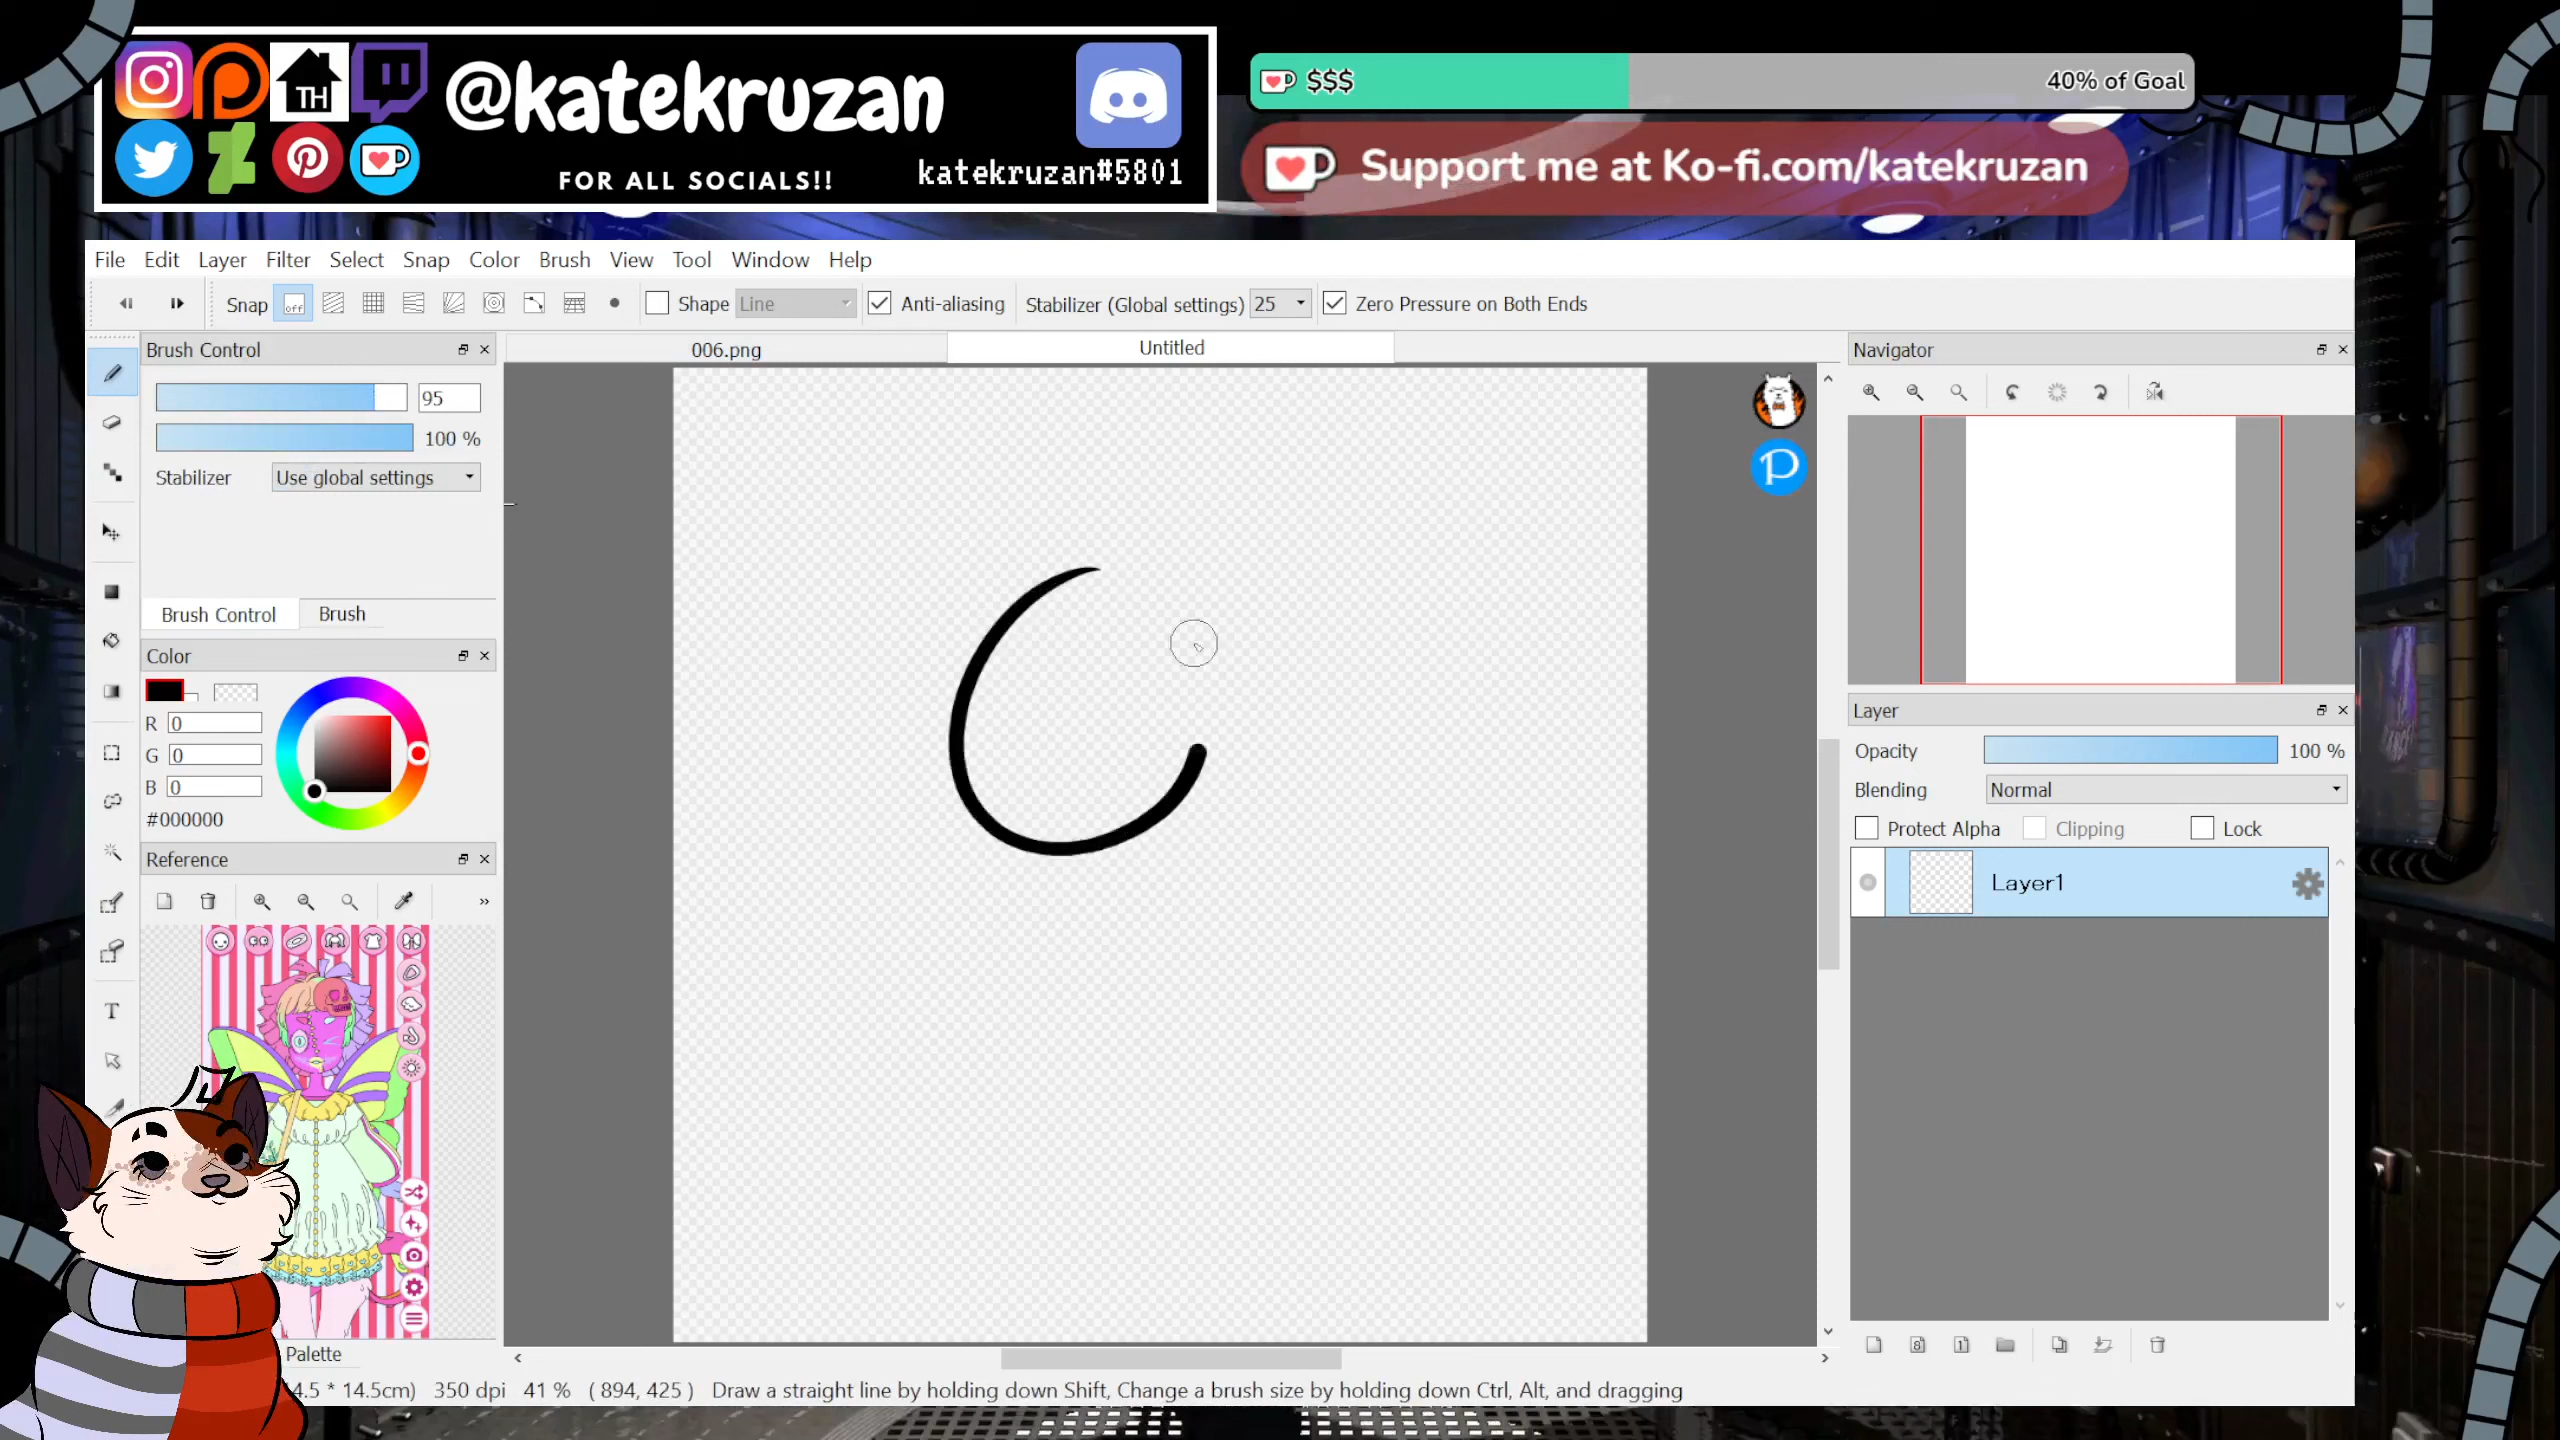 TH
@katekruzan
FOR ALL SOCIALS!!
katekruzan#5801
$$$
40% of Goal
Support me at Ko-fi.com/katekruzan
File Edit Layer Filter Select Snap Color Brush View Tool Window Help
Snap off Shape Line Anti-aliasing Stabilizer (Global settings) 25 Zero Pressure on Both Ends
Brush Control
95
100 %
Stabilizer Use global settings
Brush Control Brush
Color
R 0
G 0
B 0
#000000
Reference
T
Palette
006.png Untitled
P
Navigator
Layer
Opacity 100 %
Blending Normal
Protect Alpha Clipping Lock
Layer1
8 1
4.5 * 14.5cm) 350 dpi 41 % ( 894, 425 ) Draw a straight line by holding down Shift, Change a brush size by holding down Ctrl, Alt, and dragging